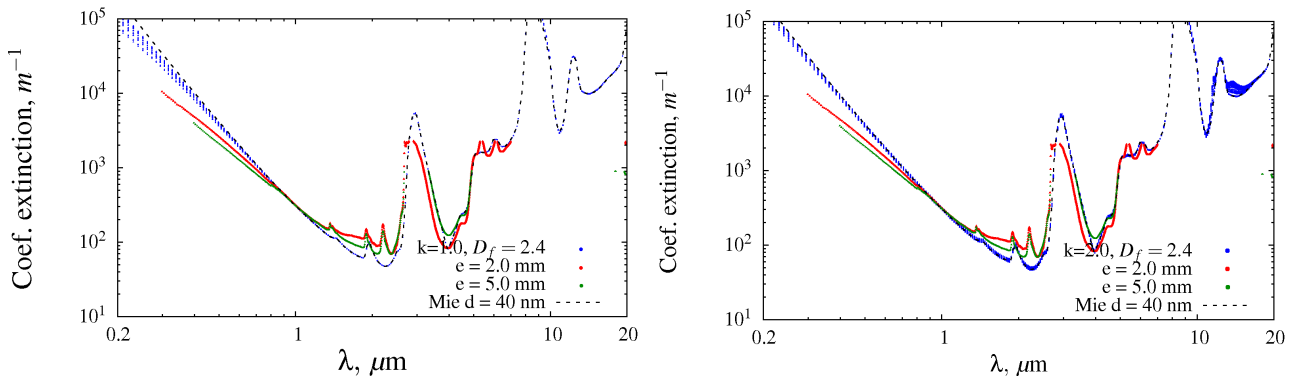 10^5
10^4
10^3
10^2
10^1
Coef. extinction, m^−1
k=1.0, D_f = 2.4
e = 2.0 mm
e = 5.0 mm
Mie d = 40 nm
0.2
1
10
20
λ, μm
10^5
10^4
10^3
10^2
10^1
Coef. extinction, m^−1
k=2.0, D_f = 2.4
e = 2.0 mm
e = 5.0 mm
Mie d = 40 nm
0.2
1
10
20
λ, μm